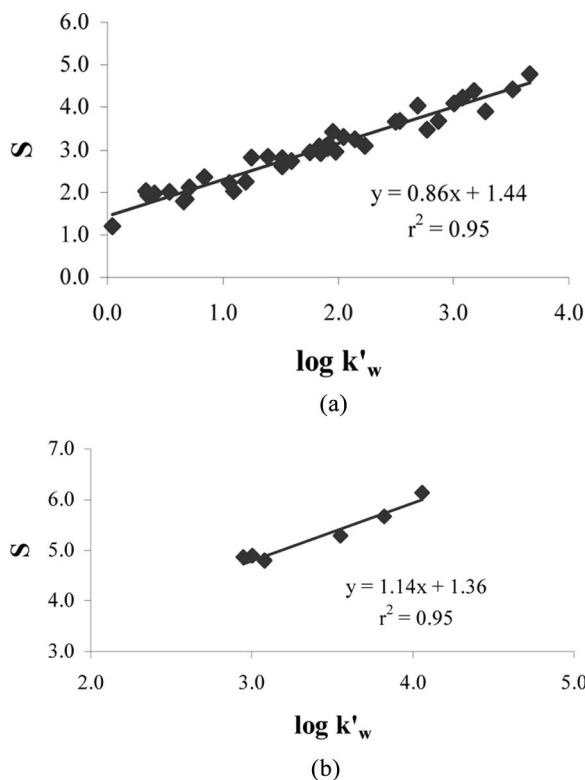 6.0
5.0
4.0
3.0
2.0
1.0
0.0
S
y = 0.86x + 1.44
r² = 0.95
0.0 1.0 2.0 3.0 4.0
log k'w
(a)
7.0
6.0
5.0
4.0
3.0
S
y = 1.14x + 1.36
r² = 0.95
2.0 3.0 4.0 5.0
log k'w
(b)